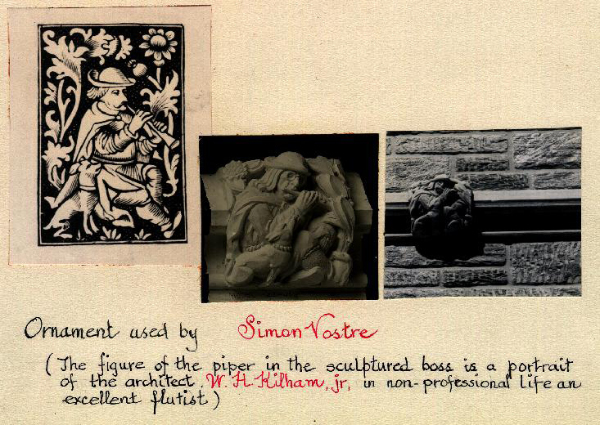 Ornament used by Simon Vostre
(The figure of the piper in the sculptured boss is a portrait
of the architect, W. H. Kilham, jr, in non-professional life an
excellent flutist)